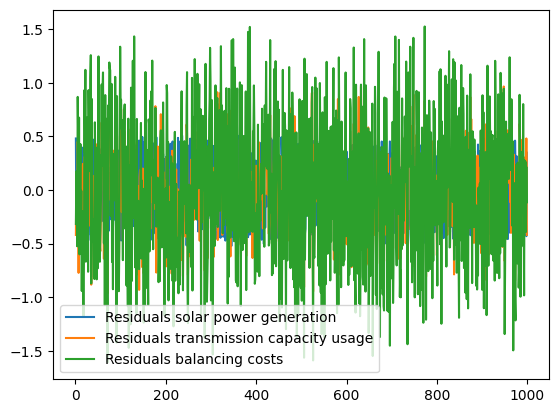 1.5
1.0
0.5
0.0
−0.5
−1.0
−1.5
Residuals solar power generation
Residuals transmission capacity usage
Residuals balancing costs
0 200 400 600 800 1000